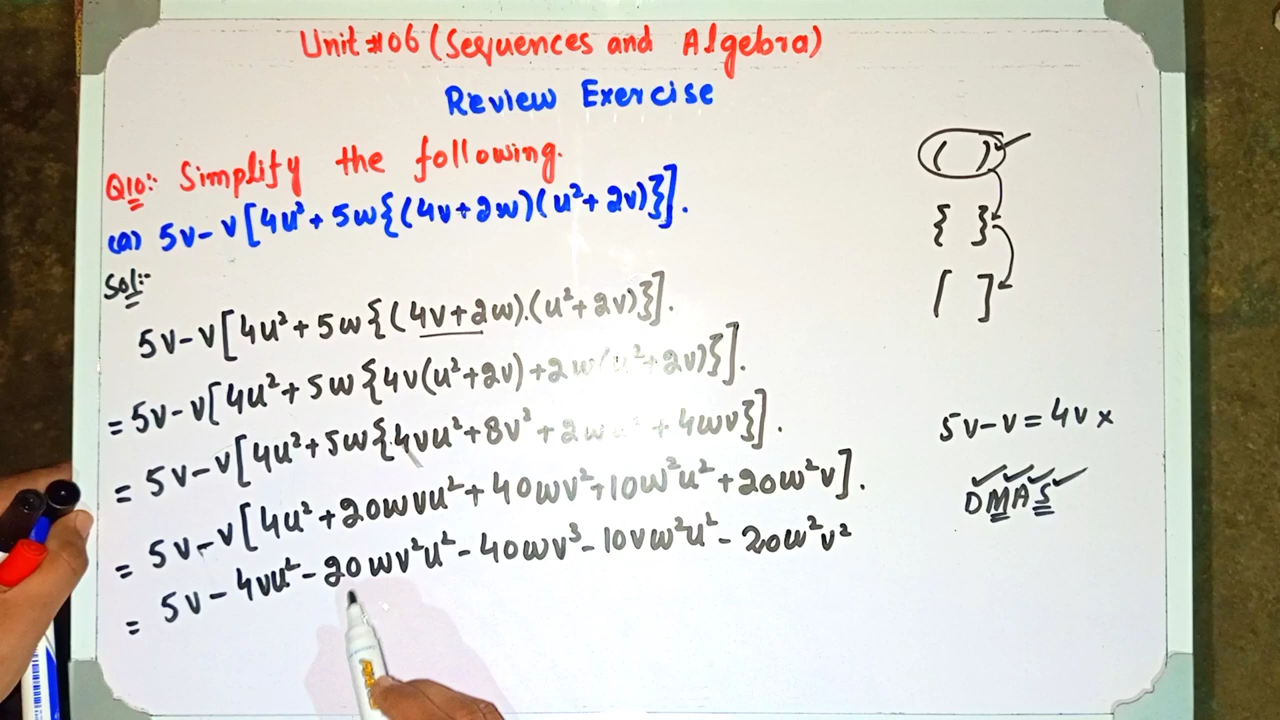 Unit #06 (Sequences and Algebra)
Review Exercise
Q10:- Simplify the following.
(a) 5v-v[4u²+5w{(4v+2w)(u²+2v)}].
Sol:-
5v-v[4u²+5w{(4v+2w).(u²+2v)}].
= 5v-v[4u²+5w{4v(u²+2v)+2w(u²+2v)}].
= 5v-v[4u²+5w{4vu²+8v²+2wu²+4wv}].
= 5v-v[4u²+20wvu²+40wv²+10w²u²+20w²v].
= 5v-4vu²-20wv²u²-40wv³-10vw²u²-20w²v²
( )
{ }
[ ]
5v-v=4v×
DMAS